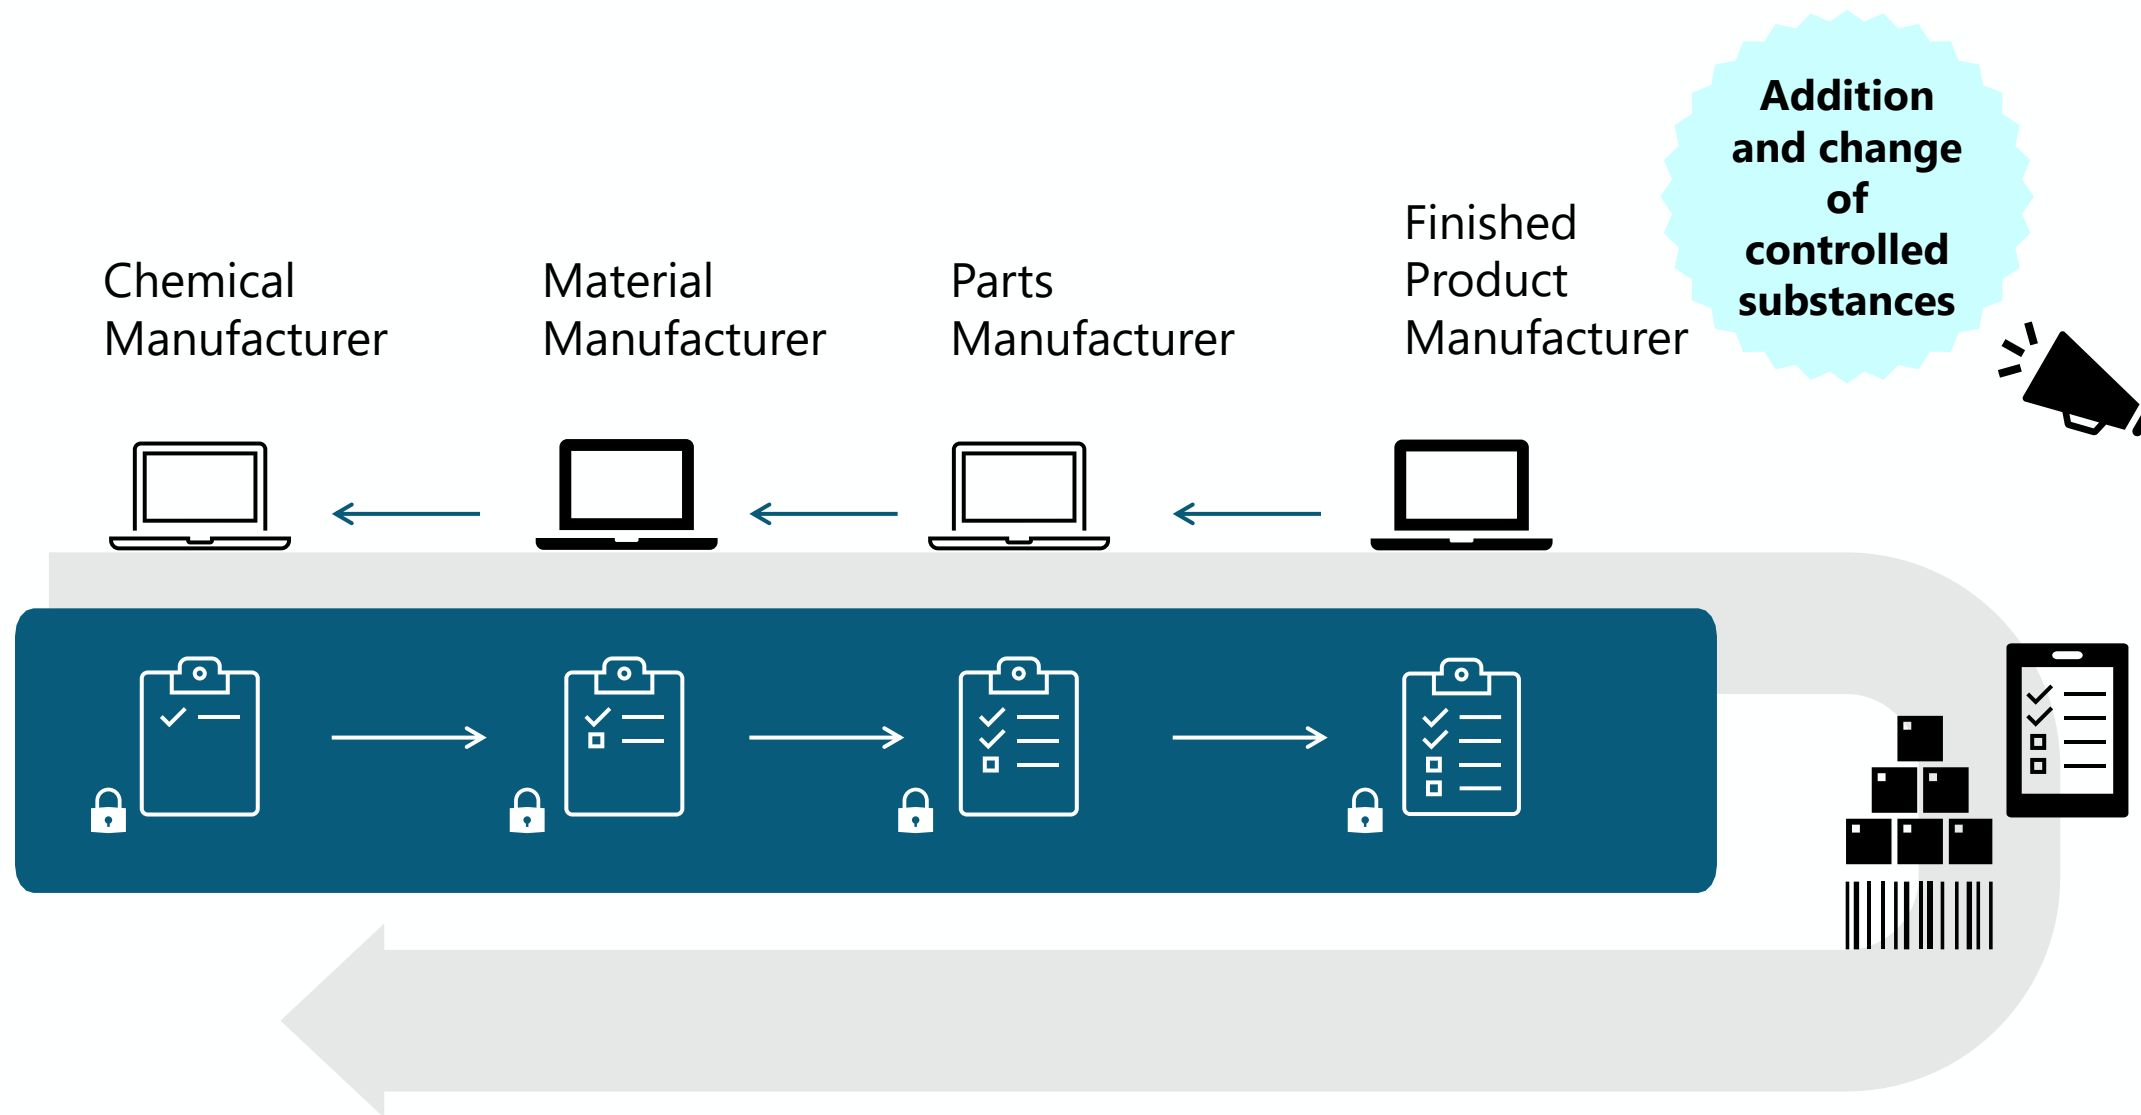 Chemical
Manufacturer
Material
Manufacturer
Parts
Manufacturer
Finished
Product
Manufacturer
Addition
and change
of
controlled
substances